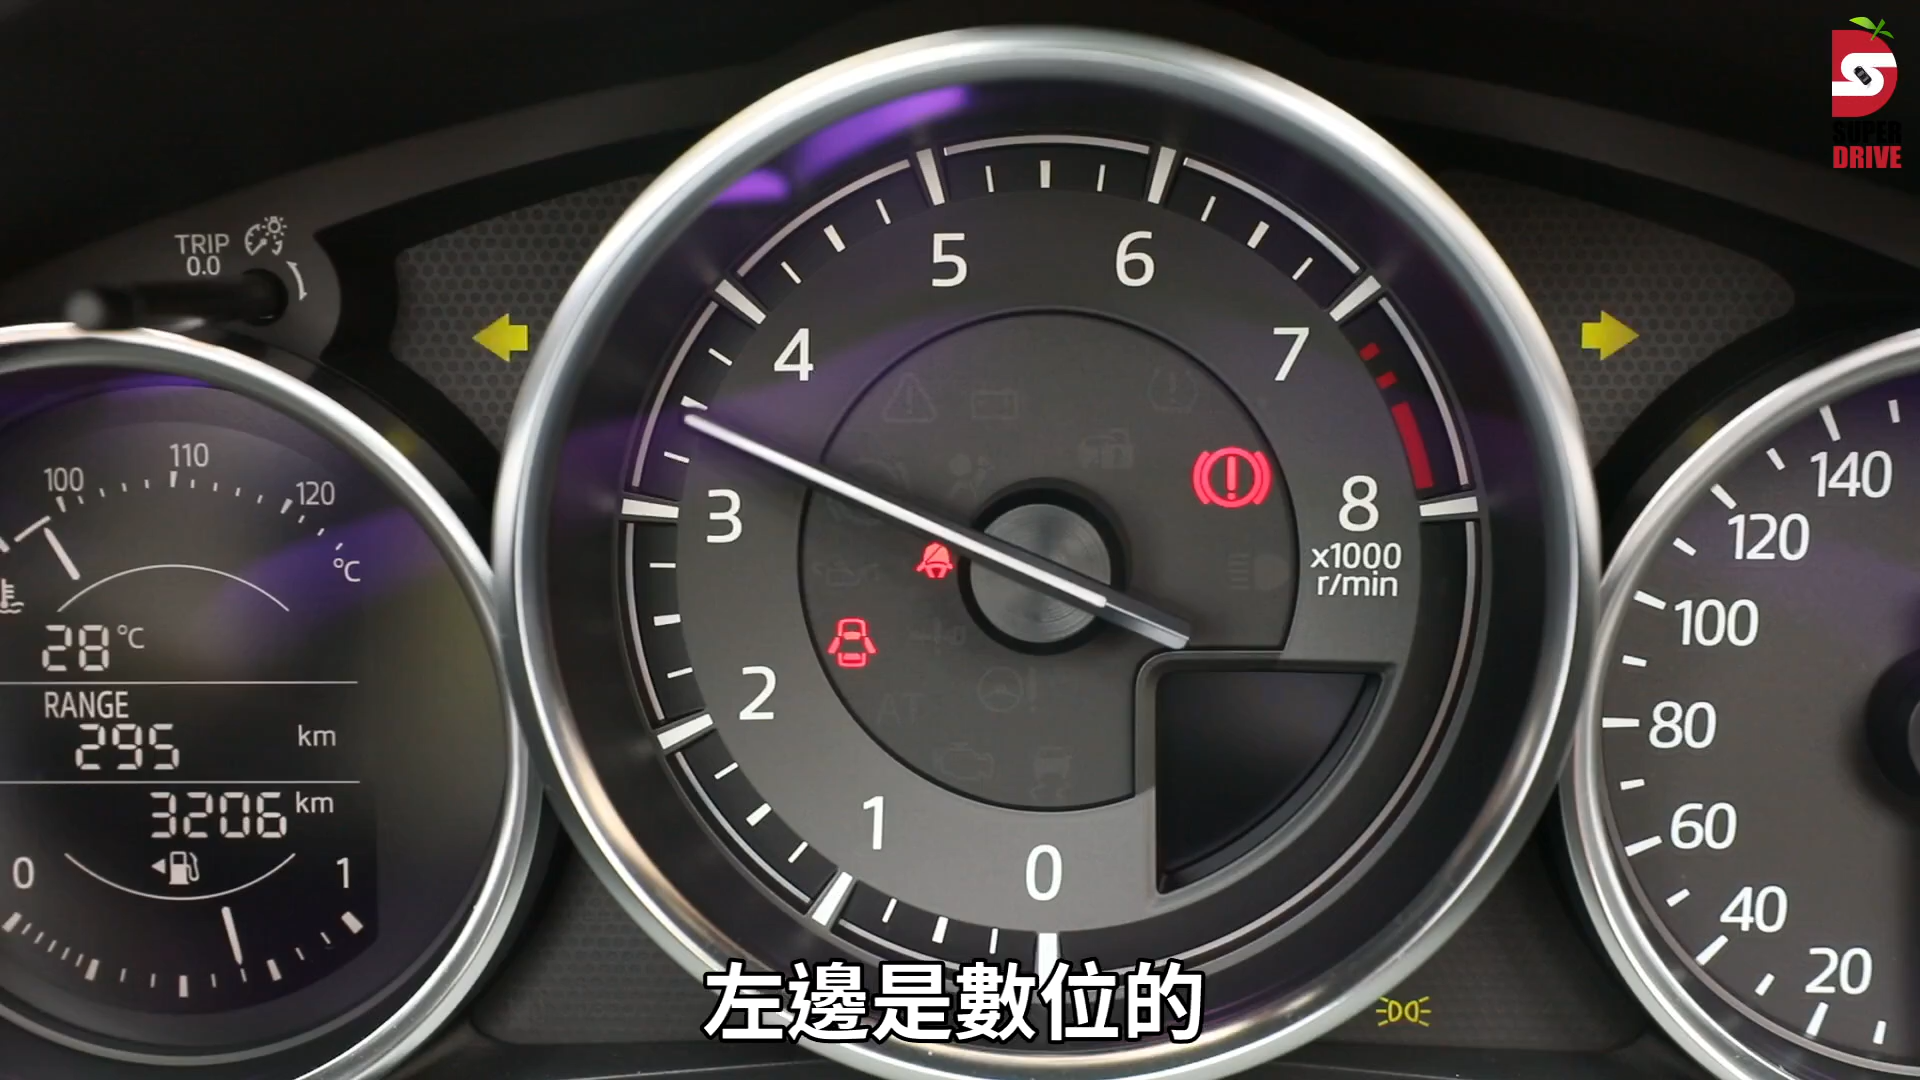 SUPER
DRIVE
TRIP
0.0
100
110
120
°C
28 °C
RANGE
295 km
3206 km
0
1
5
6
4
7
3
8
x1000
r/min
2
1
0
140
120
100
80
60
40
20
左邊是數位的